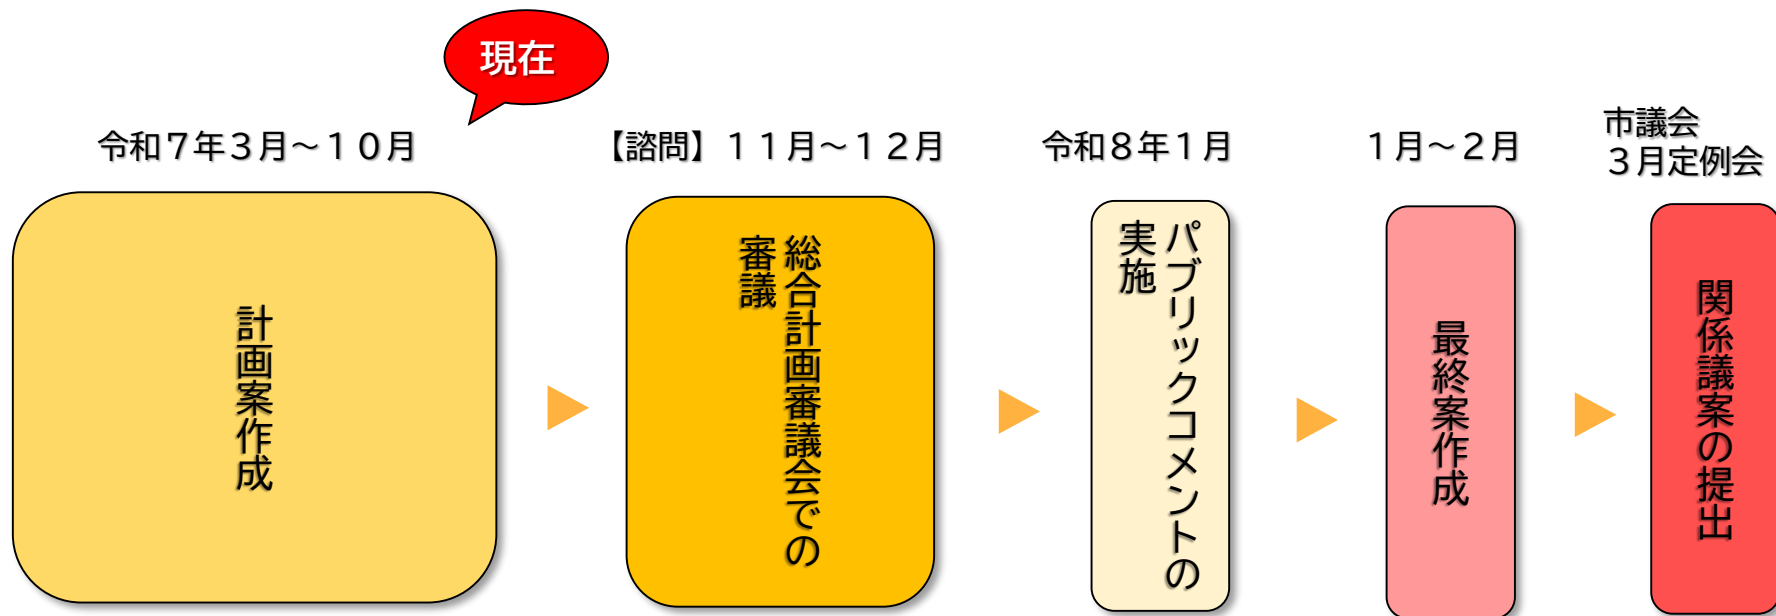 現在
令和７年３月～１０月
【諮問】１１月～１２月
令和８年１月
１月～２月
市議会
３月定例会
計画案作成
総合計画審議会での
審議
パブリックコメントの
実施
最終案作成
関係議案の提出